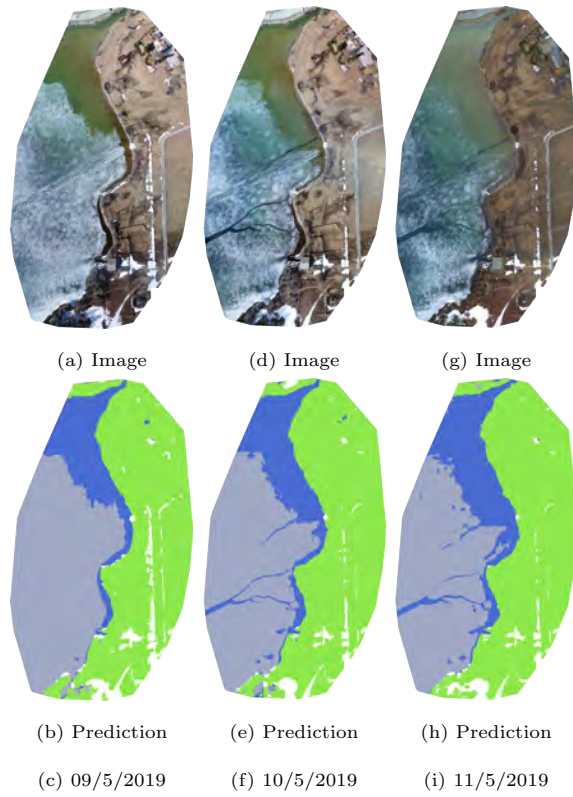 (a) Image (d) Image (g) Image
(b) Prediction (e) Prediction (h) Prediction
(c) 09/5/2019 (f) 10/5/2019 (i) 11/5/2019